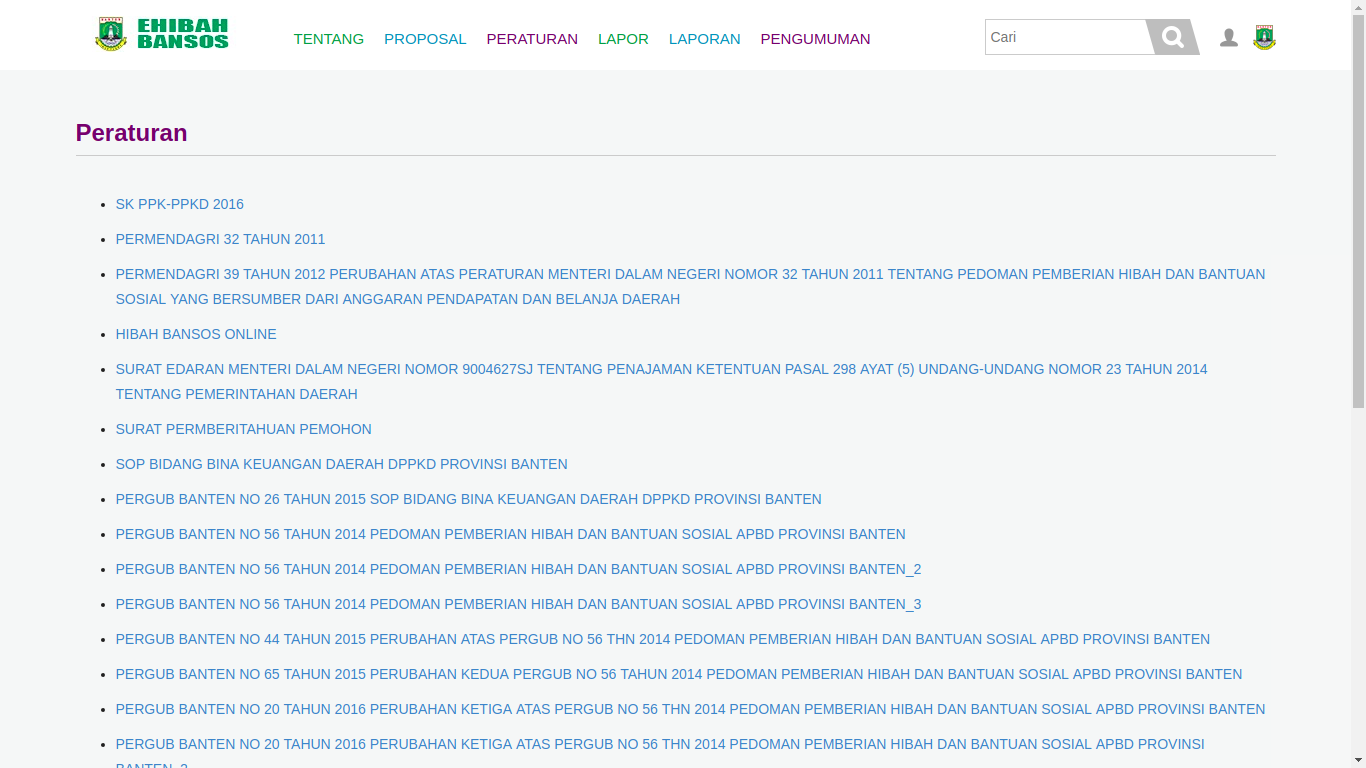 EHIBAH
BANSOS
TENTANG PROPOSAL PERATURAN LAPOR LAPORAN PENGUMUMAN
Cari
Peraturan
SK PPK-PPKD 2016
PERMENDAGRI 32 TAHUN 2011
PERMENDAGRI 39 TAHUN 2012 PERUBAHAN ATAS PERATURAN MENTERI DALAM NEGERI NOMOR 32 TAHUN 2011 TENTANG PEDOMAN PEMBERIAN HIBAH DAN BANTUAN
SOSIAL YANG BERSUMBER DARI ANGGARAN PENDAPATAN DAN BELANJA DAERAH
HIBAH BANSOS ONLINE
SURAT EDARAN MENTERI DALAM NEGERI NOMOR 9004627SJ TENTANG PENAJAMAN KETENTUAN PASAL 298 AYAT (5) UNDANG-UNDANG NOMOR 23 TAHUN 2014
TENTANG PEMERINTAHAN DAERAH
SURAT PERMBERITAHUAN PEMOHON
SOP BIDANG BINA KEUANGAN DAERAH DPPKD PROVINSI BANTEN
PERGUB BANTEN NO 26 TAHUN 2015 SOP BIDANG BINA KEUANGAN DAERAH DPPKD PROVINSI BANTEN
PERGUB BANTEN NO 56 TAHUN 2014 PEDOMAN PEMBERIAN HIBAH DAN BANTUAN SOSIAL APBD PROVINSI BANTEN
PERGUB BANTEN NO 56 TAHUN 2014 PEDOMAN PEMBERIAN HIBAH DAN BANTUAN SOSIAL APBD PROVINSI BANTEN_2
PERGUB BANTEN NO 56 TAHUN 2014 PEDOMAN PEMBERIAN HIBAH DAN BANTUAN SOSIAL APBD PROVINSI BANTEN_3
PERGUB BANTEN NO 44 TAHUN 2015 PERUBAHAN ATAS PERGUB NO 56 THN 2014 PEDOMAN PEMBERIAN HIBAH DAN BANTUAN SOSIAL APBD PROVINSI BANTEN
PERGUB BANTEN NO 65 TAHUN 2015 PERUBAHAN KEDUA PERGUB NO 56 TAHUN 2014 PEDOMAN PEMBERIAN HIBAH DAN BANTUAN SOSIAL APBD PROVINSI BANTEN
PERGUB BANTEN NO 20 TAHUN 2016 PERUBAHAN KETIGA ATAS PERGUB NO 56 THN 2014 PEDOMAN PEMBERIAN HIBAH DAN BANTUAN SOSIAL APBD PROVINSI BANTEN
PERGUB BANTEN NO 20 TAHUN 2016 PERUBAHAN KETIGA ATAS PERGUB NO 56 THN 2014 PEDOMAN PEMBERIAN HIBAH DAN BANTUAN SOSIAL APBD PROVINSI